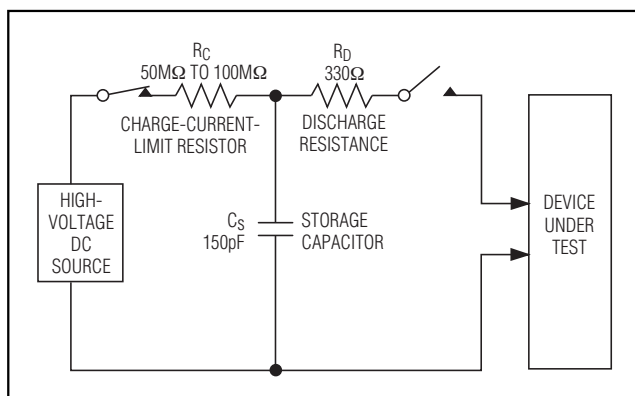 RC
50MΩ TO 100MΩ
CHARGE-CURRENT-
LIMIT RESISTOR
RD
330Ω
DISCHARGE
RESISTANCE
HIGH-
VOLTAGE
DC
SOURCE
CS
150pF
STORAGE
CAPACITOR
DEVICE
UNDER
TEST